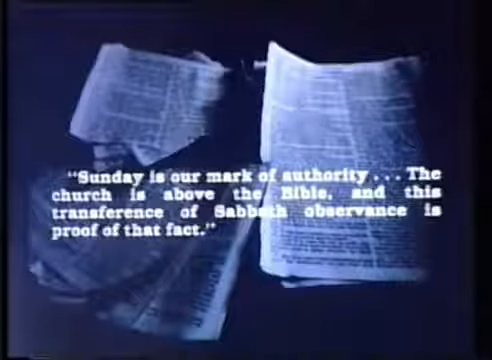 "Sunday is our mark of authority . . . The
church is above the Bible, and this
transference of Sabbath observance is
proof of that fact."